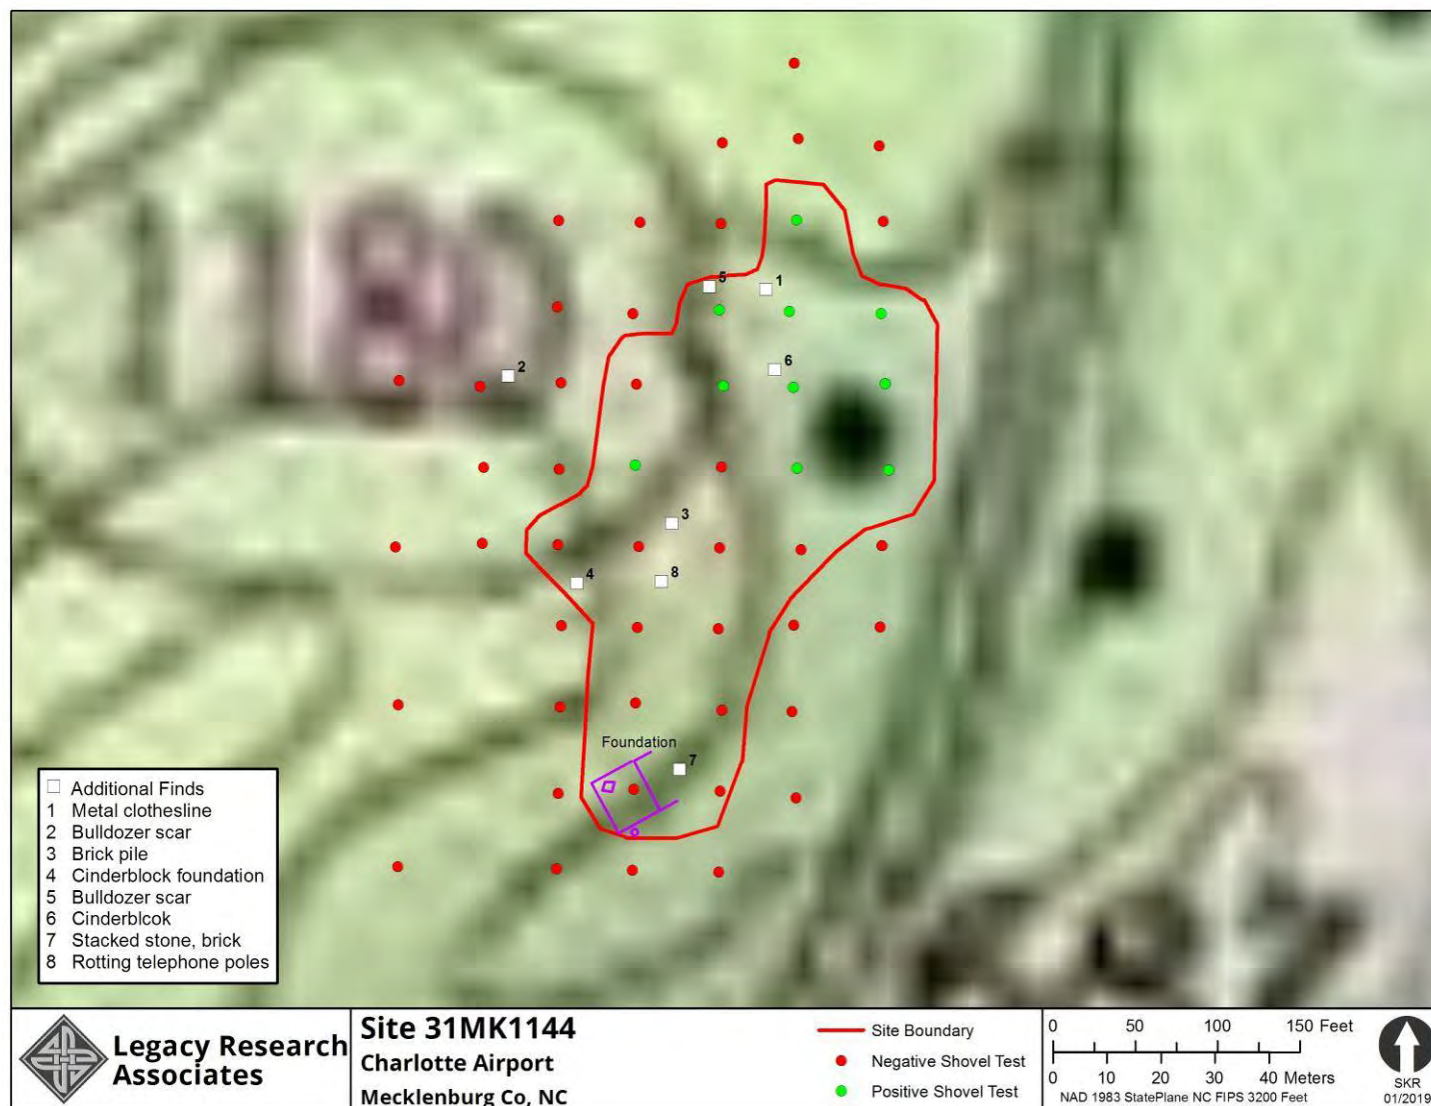 5
1
6
2
3
4
8
Foundation
7
Additional Finds
1 Metal clothesline
2 Bulldozer scar
3 Brick pile
4 Cinderblock foundation
5 Bulldozer scar
6 Cinderblcok
7 Stacked stone, brick
8 Rotting telephone poles
Legacy Research
Associates
Site 31MK1144
Charlotte Airport
Mecklenburg Co, NC
Site Boundary
Negative Shovel Test
Positive Shovel Test
0 50 100 150 Feet
0 10 20 30 40 Meters
NAD 1983 StatePlane NC FIPS 3200 Feet
SKR
01/2019